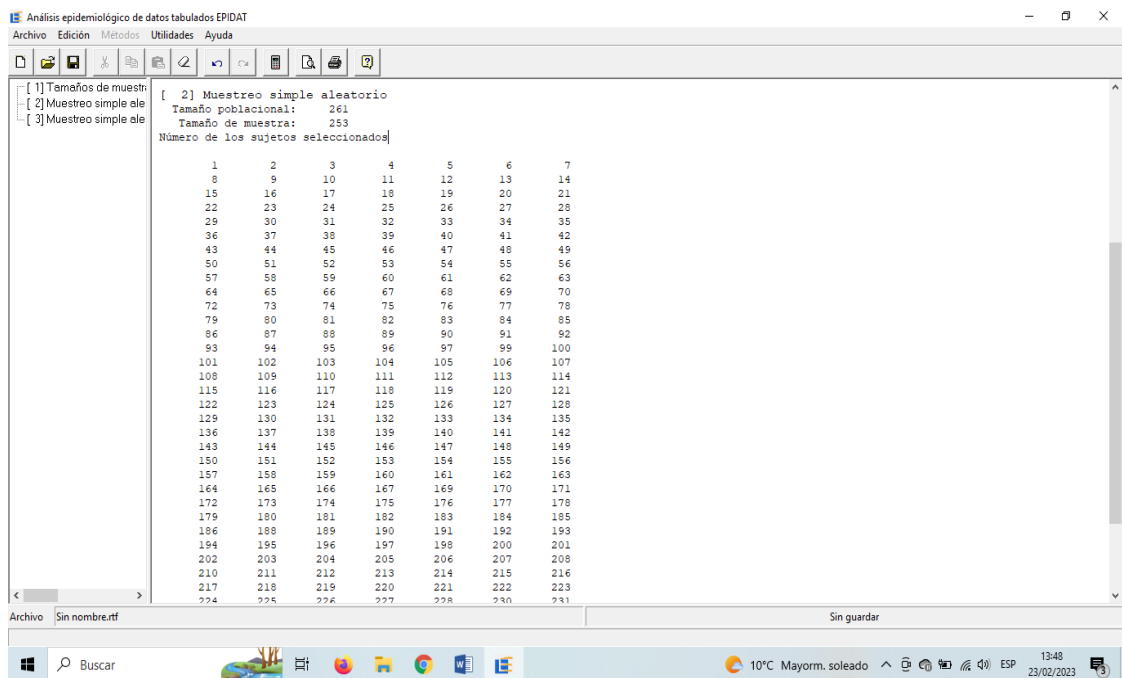 Análisis epidemiológico de datos tabulados EPIDAT
Archivo Edición Métodos Utilidades Ayuda
[ 1] Tamaños de muestr
[ 2] Muestreo simple ale
[ 3] Muestreo simple ale
[ 2] Muestreo simple aleatorio
Tamaño poblacional: 261
Tamaño de muestra: 253
Número de los sujetos seleccionados
1 2 3 4 5 6 7
8 9 10 11 12 13 14
15 16 17 18 19 20 21
22 23 24 25 26 27 28
29 30 31 32 33 34 35
36 37 38 39 40 41 42
43 44 45 46 47 48 49
50 51 52 53 54 55 56
57 58 59 60 61 62 63
64 65 66 67 68 69 70
72 73 74 75 76 77 78
79 80 81 82 83 84 85
86 87 88 89 90 91 92
93 94 95 96 97 99 100
101 102 103 104 105 106 107
108 109 110 111 112 113 114
115 116 117 118 119 120 121
122 123 124 125 126 127 128
129 130 131 132 133 134 135
136 137 138 139 140 141 142
143 144 145 146 147 148 149
150 151 152 153 154 155 156
157 158 159 160 161 162 163
164 165 166 167 169 170 171
172 173 174 175 176 177 178
179 180 181 182 183 184 185
186 188 189 190 191 192 193
194 195 196 197 198 200 201
202 203 204 205 206 207 208
210 211 212 213 214 215 216
217 218 219 220 221 222 223
224 225 226 227 228 230 231
Archivo Sin nombre.rtf Sin guardar
Buscar 10°C Mayorm. soleado ESP 13:48
23/02/2023 3